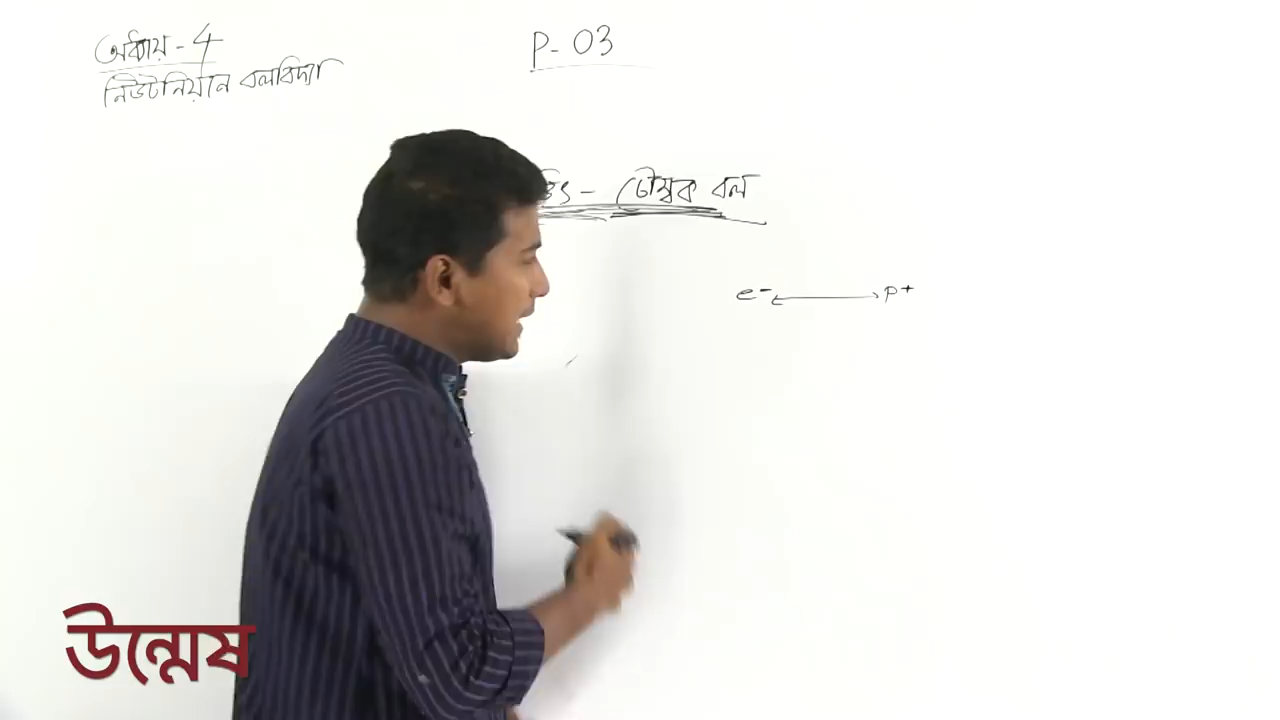 অধ্যায় - 4
P- 03
নিউটনিয়ান বলবিদ্যা
- চৌম্বক বল
e- p+
উন্মেষ